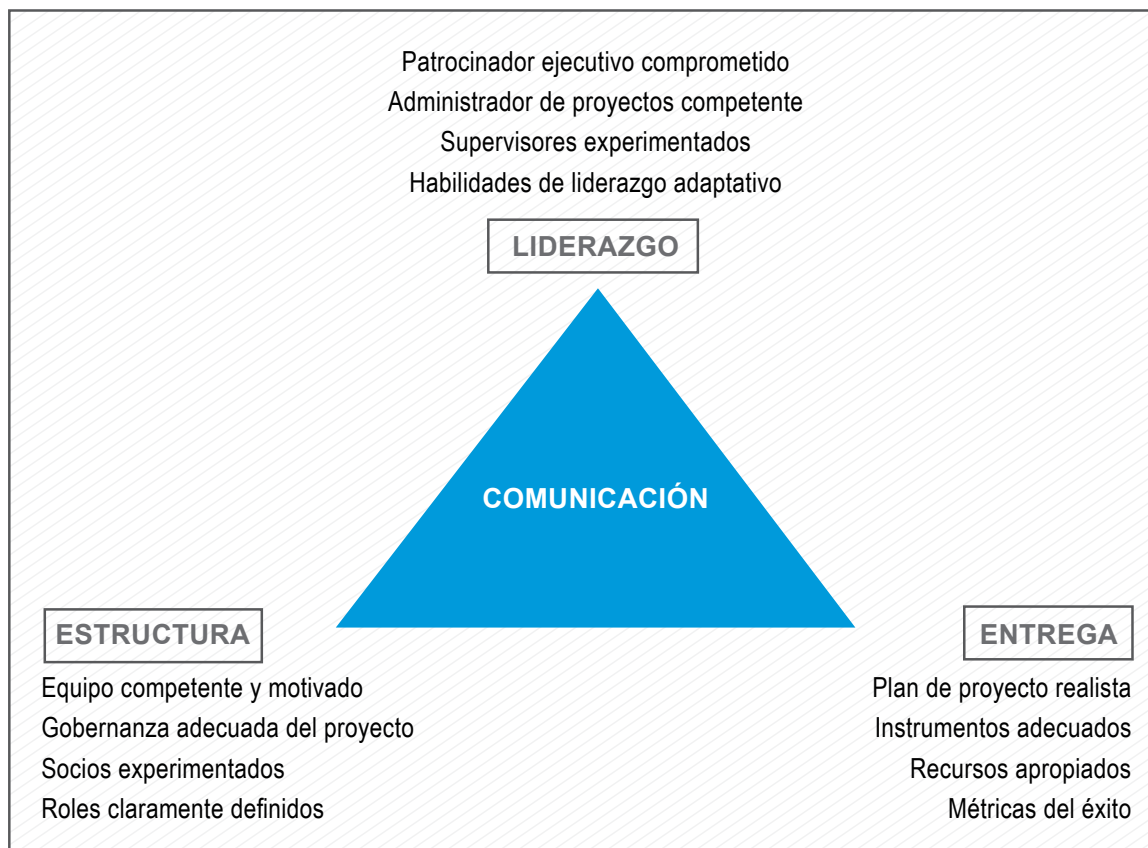 Patrocinador ejecutivo comprometido
Administrador de proyectos competente
Supervisores experimentados
Habilidades de liderazgo adaptativo
LIDERAZGO
COMUNICACIÓN
ESTRUCTURA
Equipo competente y motivado
Gobernanza adecuada del proyecto
Socios experimentados
Roles claramente definidos
ENTREGA
Plan de proyecto realista
Instrumentos adecuados
Recursos apropiados
Métricas del éxito